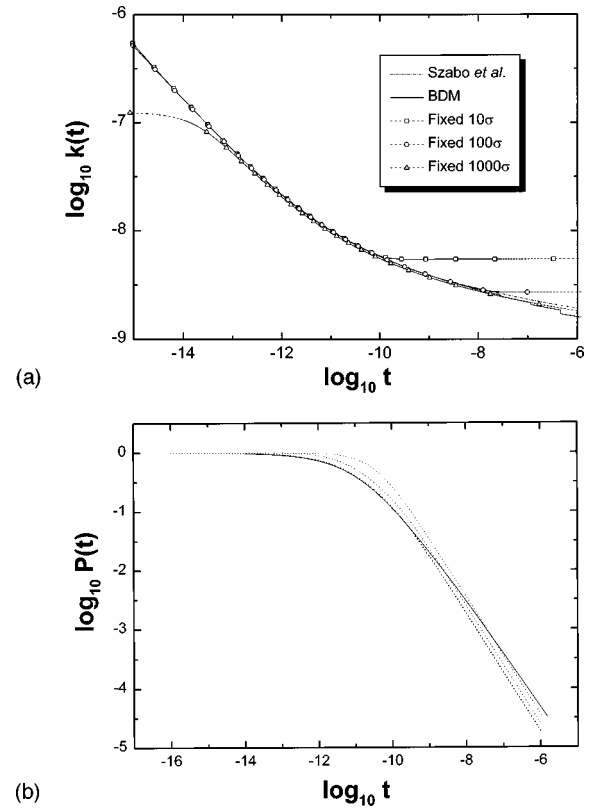 -6
-7
-8
-9
log₁₀ k(t)
Szabo et al.
BDM
Fixed 10σ
Fixed 100σ
Fixed 1000σ
-14 -12 -10 -8 -6
log₁₀ t
(a)
0
-1
-2
-3
-4
-5
log₁₀ P(t)
-16 -14 -12 -10 -8 -6
log₁₀ t
(b)